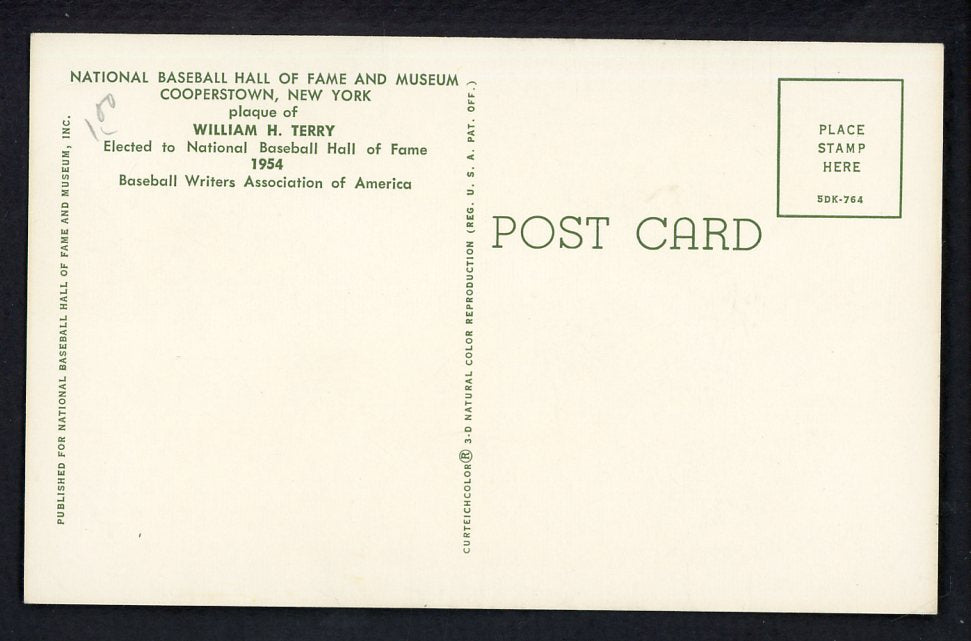 NATIONAL BASEBALL HALL OF FAME AND MUSEUM
COOPERSTOWN, NEW YORK
plaque of
WILLIAM H. TERRY
Elected to National Baseball Hall of Fame
1954
Baseball Writers Association of America
1.00
PUBLISHED FOR NATIONAL BASEBALL HALL OF FAME AND MUSEUM, INC.
CURTEICHCOLOR® 3-D NATURAL COLOR REPRODUCTION (REG. U. S. A. PAT. OFF.)
POST CARD
PLACE
STAMP
HERE
5DK-764